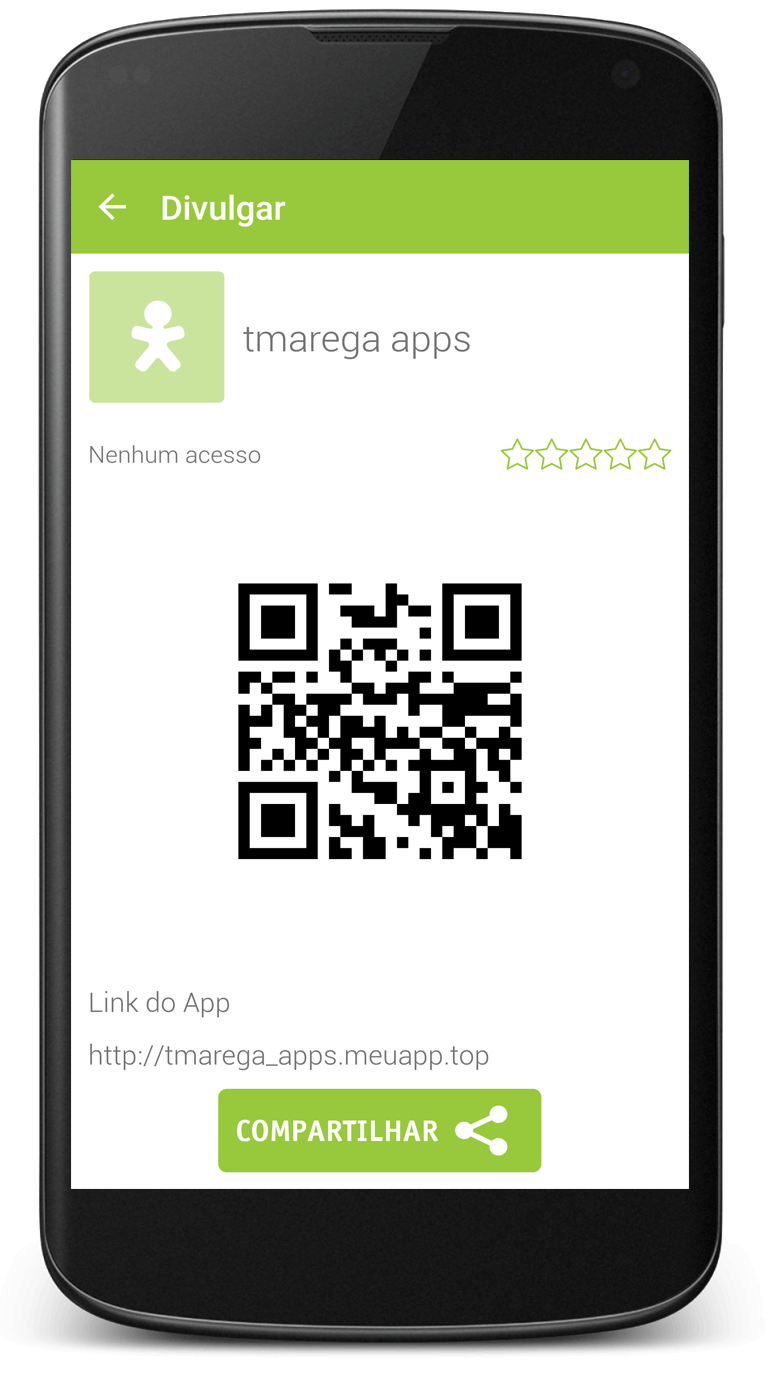 Divulgar
tmarega apps
Nenhum acesso
Link do App
http://tmarega_apps.meuapp.top
COMPARTILHAR